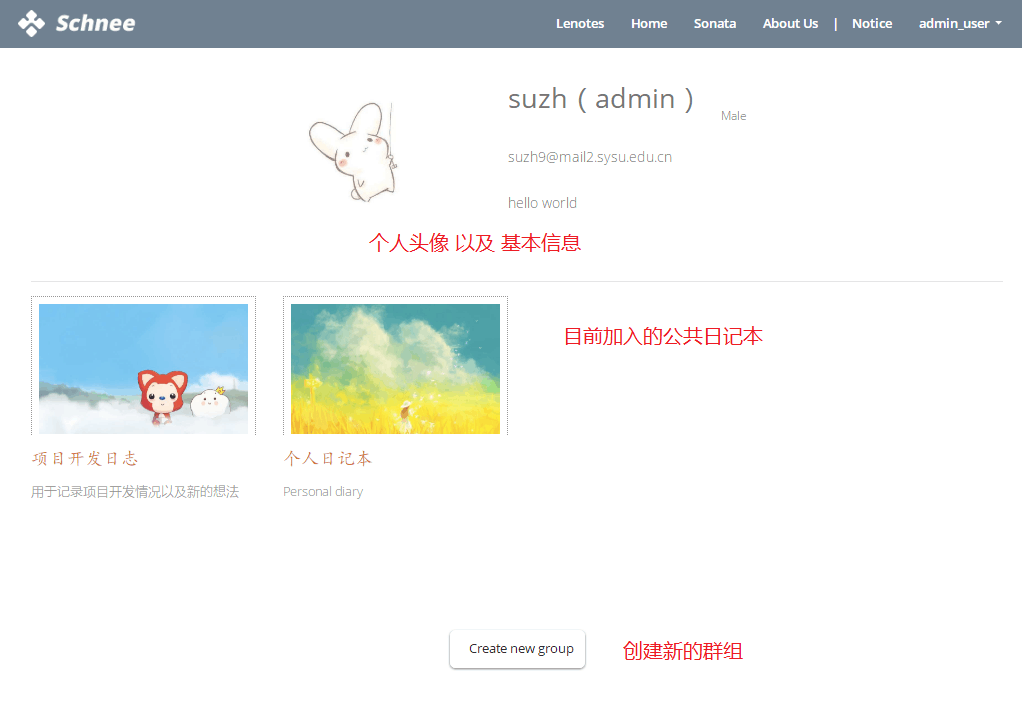 Schnee
Lenotes Home Sonata About Us | Notice admin_user
suzh ( admin )
Male
suzh9@mail2.sysu.edu.cn
hello world
个人头像 以及 基本信息
目前加入的公共日记本
项目开发日志
用于记录项目开发情况以及新的想法
个人日记本
Personal diary
Create new group
创建新的群组